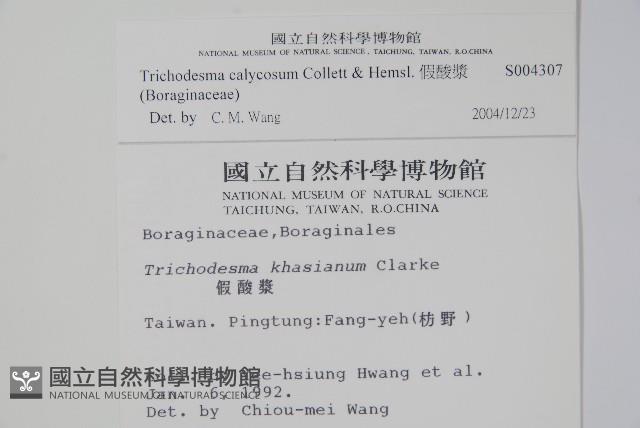 國立自然科學博物館
NATIONAL MUSEUM OF NATURAL SCIENCE, TAICHUNG, TAIWAN, R.O.CHINA
Trichodesma calycosum Collett & Hemsl. 假酸漿 S004307
(Boraginaceae)
Det. by C. M. Wang 2004/12/23
國立自然科學博物館
NATIONAL MUSEUM OF NATURAL SCIENCE
TAICHUNG, TAIWAN, R.O.CHINA
Boraginaceae,Boraginales
Trichodesma khasianum Clarke
假酸漿
Taiwan. Pingtung:Fang-yeh(枋野)
-hsiung Hwang et al.
6, 1992.
Det. by Chiou-mei Wang
國立自然科學博物館
NATIONAL MUSEUM OF NATURAL SCIENCE